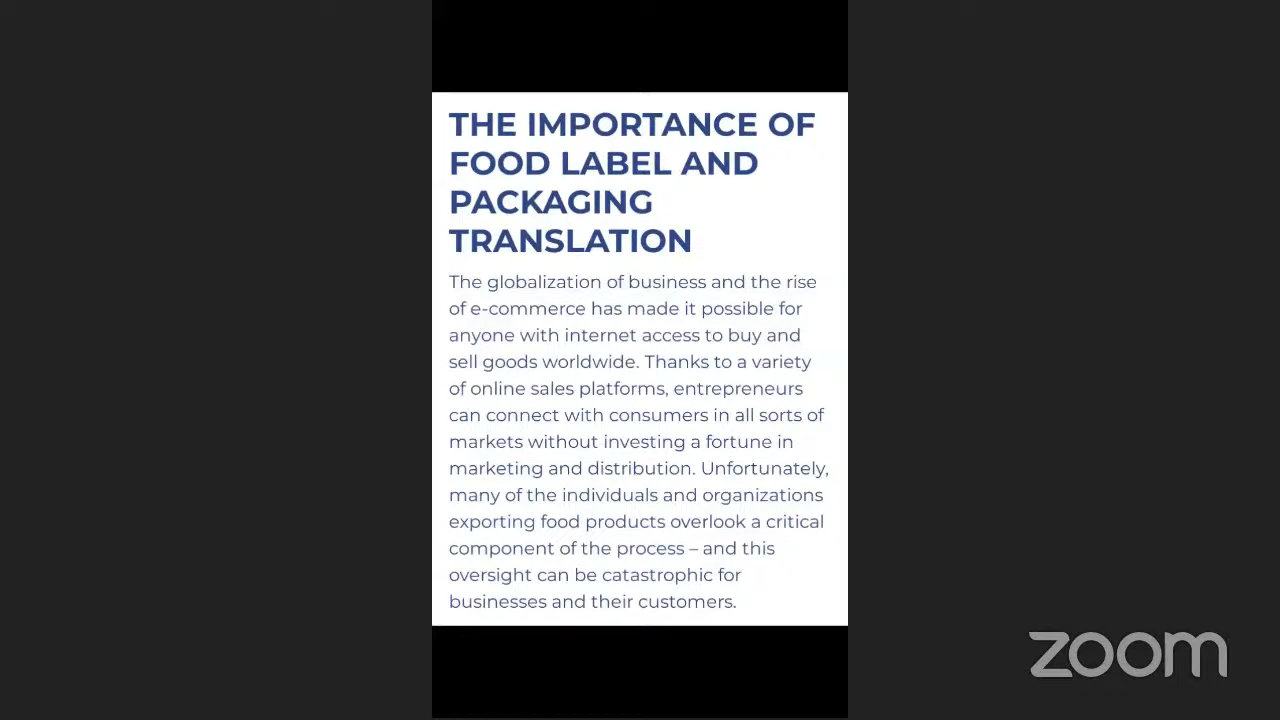 THE IMPORTANCE OF
FOOD LABEL AND
PACKAGING
TRANSLATION
The globalization of business and the rise
of e-commerce has made it possible for
anyone with internet access to buy and
sell goods worldwide. Thanks to a variety
of online sales platforms, entrepreneurs
can connect with consumers in all sorts of
markets without investing a fortune in
marketing and distribution. Unfortunately,
many of the individuals and organizations
exporting food products overlook a critical
component of the process – and this
oversight can be catastrophic for
businesses and their customers.
zoom